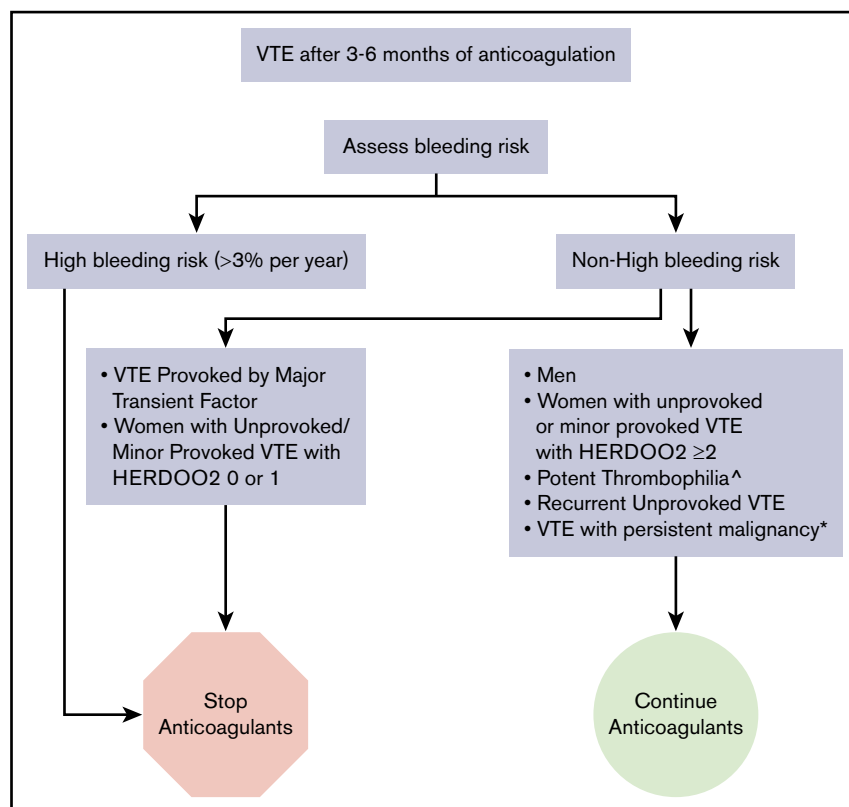 VTE after 3-6 months of anticoagulation
Assess bleeding risk
High bleeding risk (>3% per year)
Non-High bleeding risk
• VTE Provoked by Major
Transient Factor
• Women with Unprovoked/
Minor Provoked VTE with
HERDOO2 0 or 1
• Men
• Women with unprovoked
or minor provoked VTE
with HERDOO2 ≥2
• Potent Thrombophilia^
• Recurrent Unprovoked VTE
• VTE with persistent malignancy*
Stop
Anticoagulants
Continue
Anticoagulants